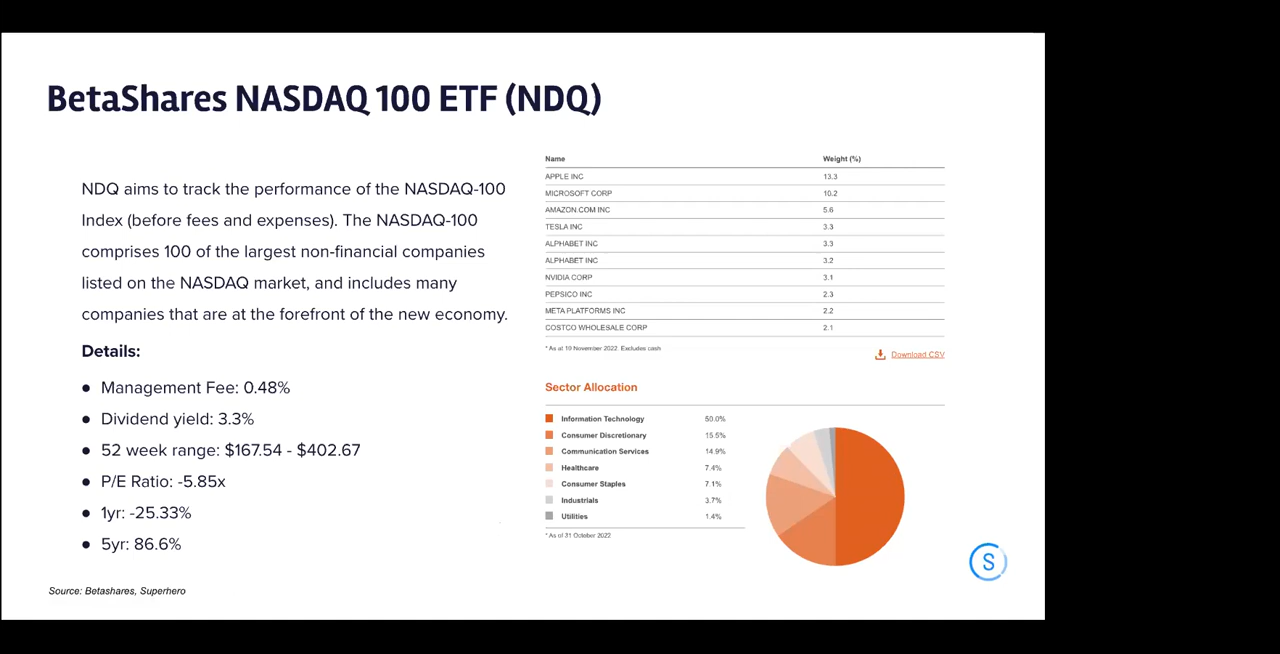 BetaShares NASDAQ 100 ETF (NDQ)
NDQ aims to track the performance of the NASDAQ-100
Index (before fees and expenses). The NASDAQ-100
comprises 100 of the largest non-financial companies
listed on the NASDAQ market, and includes many
companies that are at the forefront of the new economy.
Details:
● Management Fee: 0.48%
● Dividend yield: 3.3%
● 52 week range: $167.54 - $402.67
● P/E Ratio: -5.85x
● 1yr: -25.33%
● 5yr: 86.6%
Source: Betashares, Superhero
Name Weight (%)
APPLE INC 13.3
MICROSOFT CORP 10.2
AMAZON.COM INC 5.6
TESLA INC 3.3
ALPHABET INC 3.3
ALPHABET INC 3.2
NVIDIA CORP 3.1
PEPSICO INC 2.3
META PLATFORMS INC 2.2
COSTCO WHOLESALE CORP 2.1
* As at 10 November 2022. Excludes cash
Download CSV
Sector Allocation
Information Technology 50.0%
Consumer Discretionary 15.5%
Communication Services 14.9%
Healthcare 7.4%
Consumer Staples 7.1%
Industrials 3.7%
Utilities 1.4%
* As of 31 October 2022
S